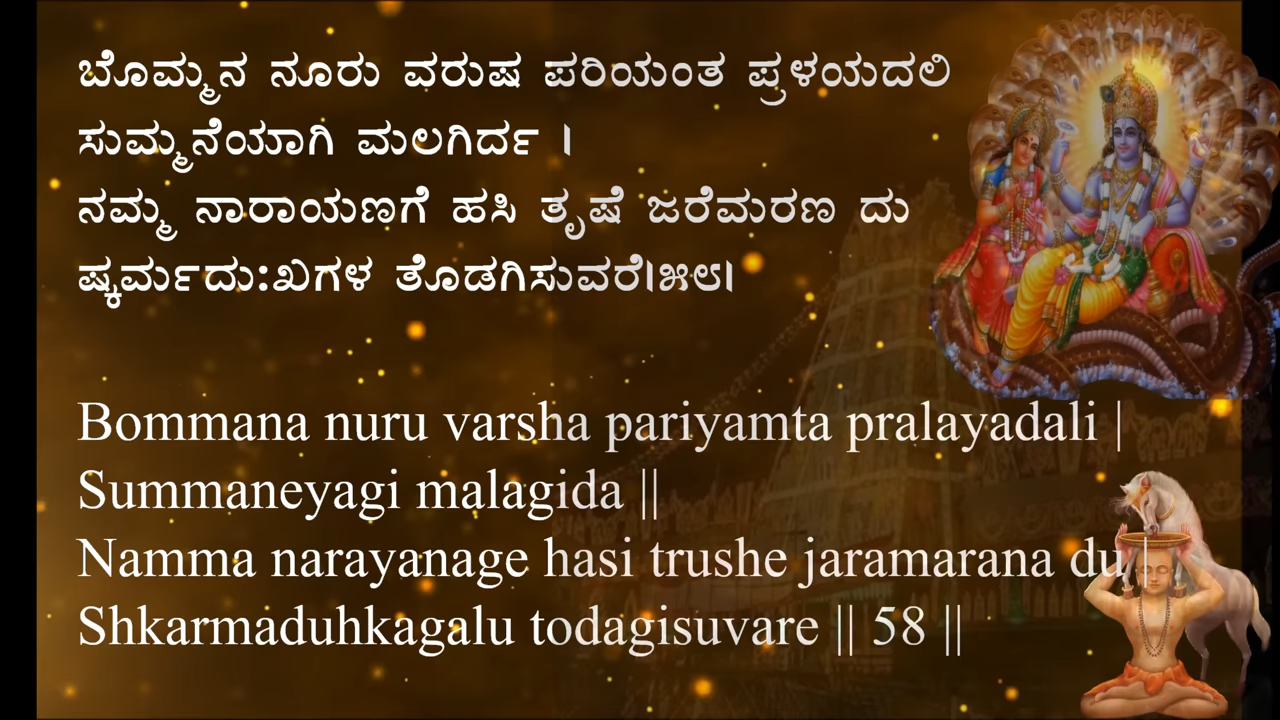 ಬೊಮ್ಮನ ನೂರು ವರುಷ ಪರಿಯಂತ ಪ್ರಳಯದಲಿ
ಸುಮ್ಮನೆಯಾಗಿ ಮಲಗಿರ್ದ ।
ನಮ್ಮ ನಾರಾಯಣಗೆ ಹಸಿ ತೃಷೆ ಜರೆಮರಣ ದು
ಷ್ಕರ್ಮದುಃಖಗಳ ತೊಡಗಿಸುವರೆ।೫೮।
Bommana nuru varsha pariyamta pralayadali |
Summaneyagi malagida ||
Namma narayanage hasi trushe jaramarana du |
Shkarmaduhkagalu todagisuvare || 58 ||